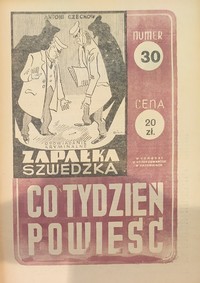 ANTONI CZECHOW
NUMER
30
CENA
20
zł.
ZAPAŁKA
SZWEDZKA
CO TYDZIEŃ
POWIEŚĆ